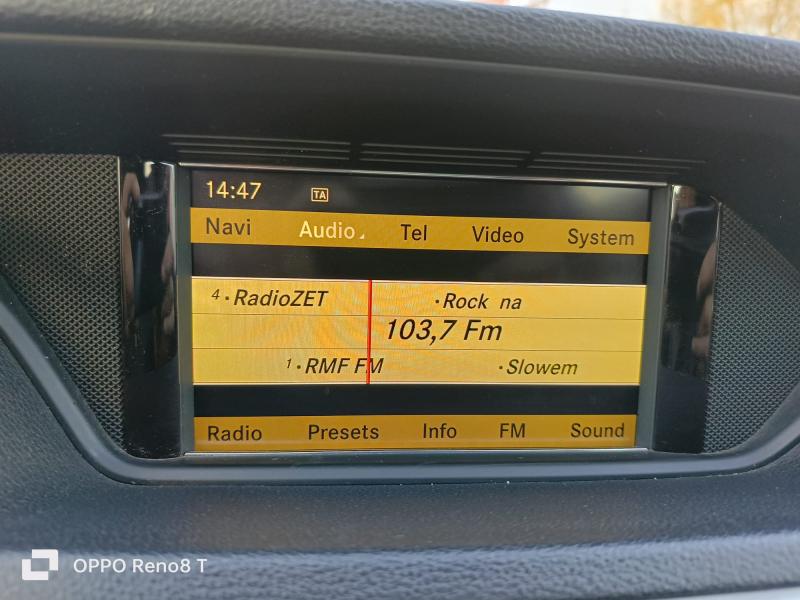 14:47 TA
Navi Audio Tel Video System
4 · RadioZET · Rock na
103,7 Fm
1 · RMF FM · Slowem
Radio Presets Info FM Sound
OPPO Reno8 T